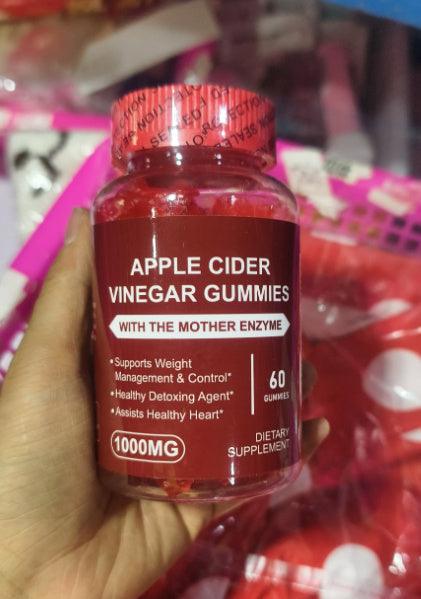 APPLE CIDER
VINEGAR GUMMIES
WITH THE MOTHER ENZYME
•Supports Weight
Management & Control*
•Healthy Detoxing Agent*
•Assists Healthy Heart*
60
GUMMIES
1000MG
DIETARY
SUPPLEMENT